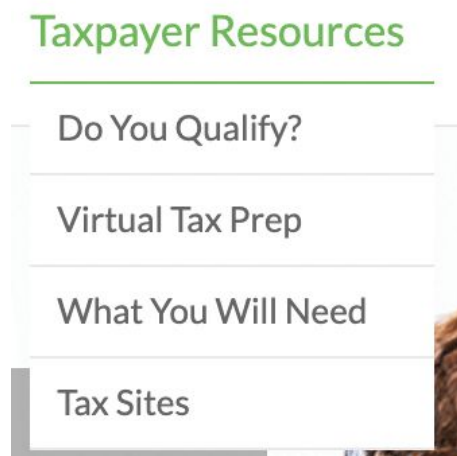 Taxpayer Resources
Do You Qualify?
Virtual Tax Prep
What You Will Need
Tax Sites